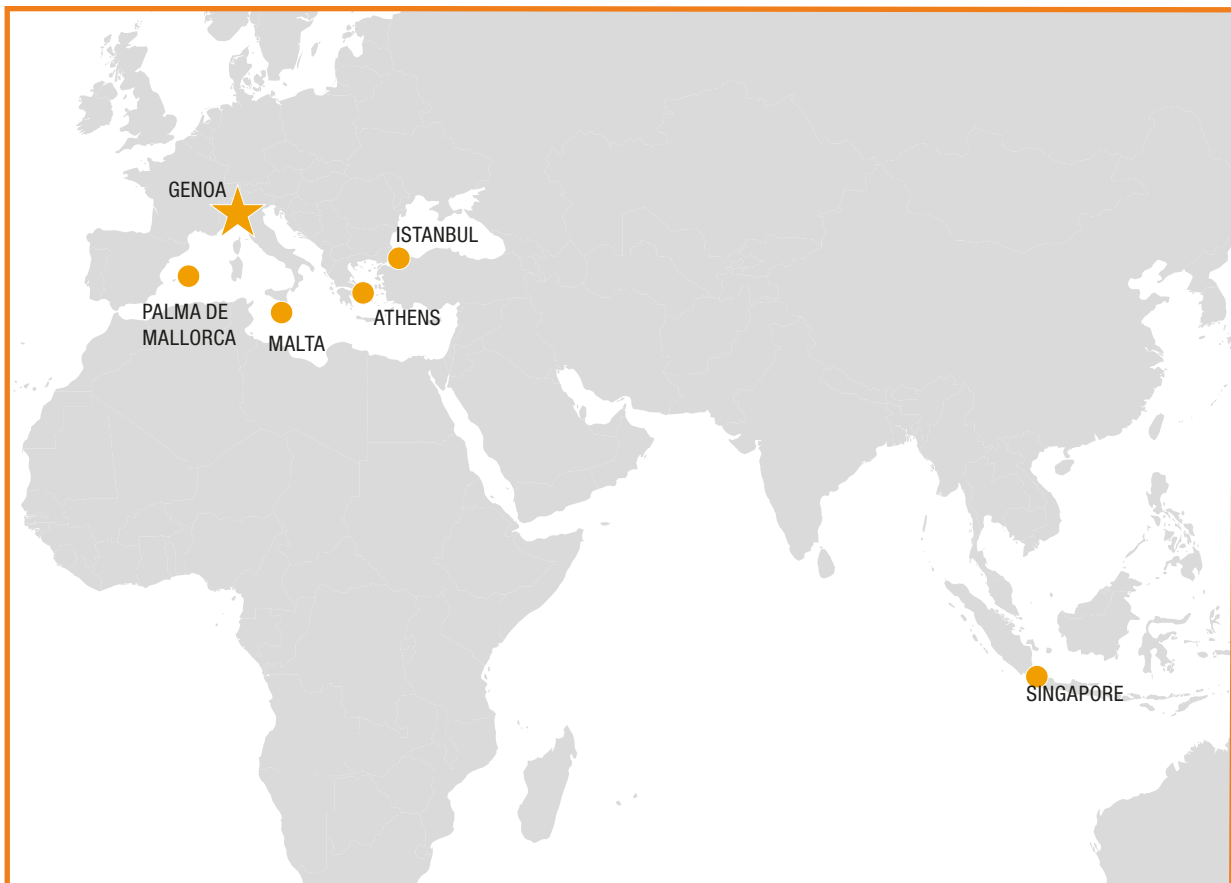 GENOA
ISTANBUL
PALMA DE
MALLORCA
MALTA
ATHENS
SINGAPORE